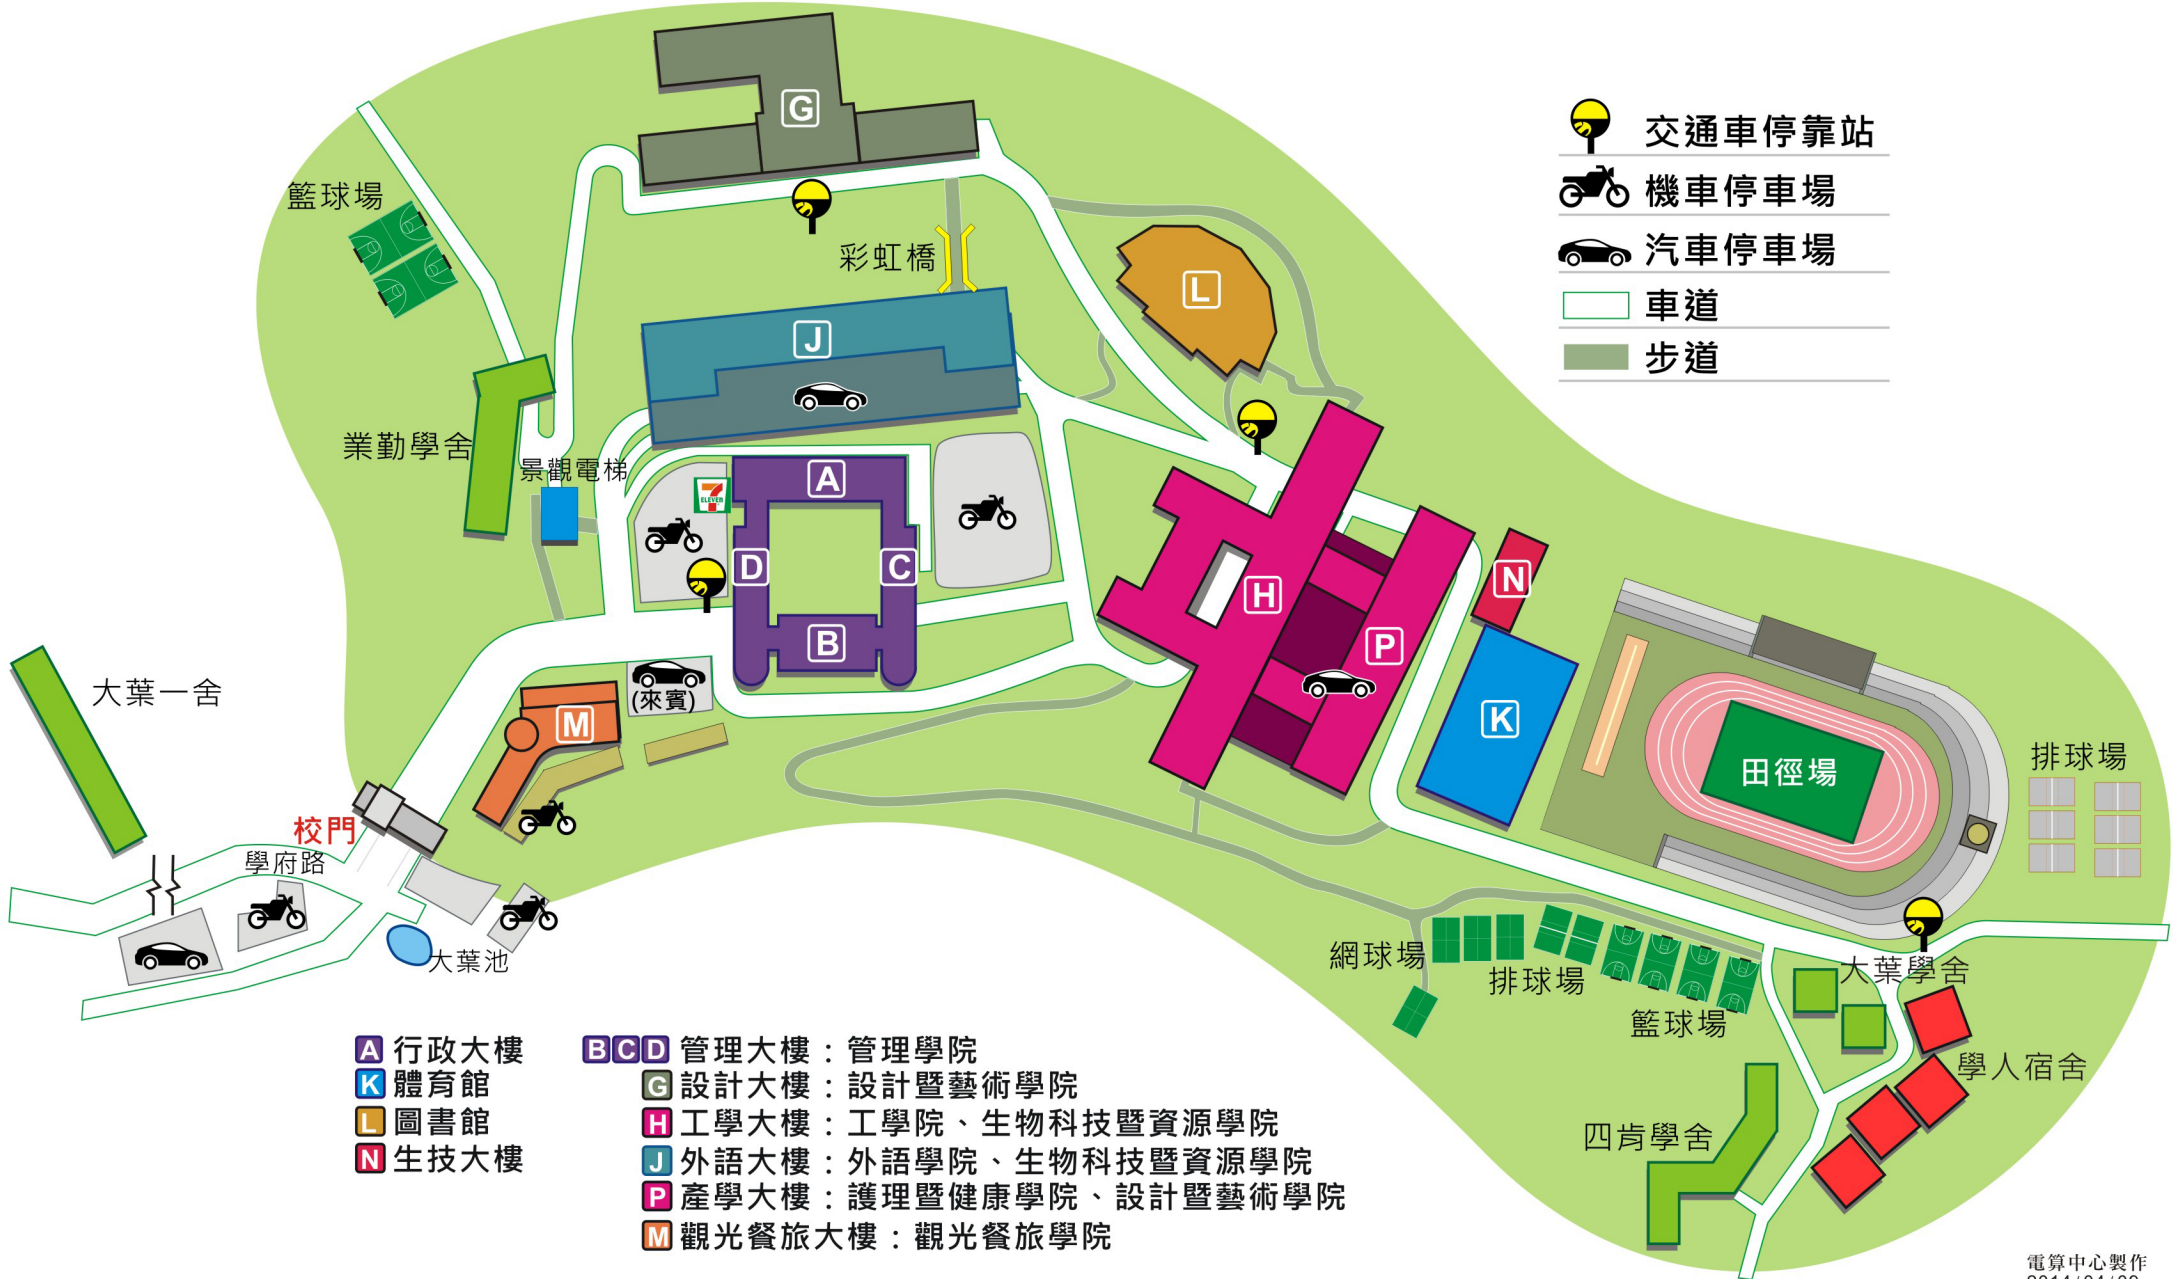 G
交通車停靠站
機車停車場
汽車停車場
車道
步道
籃球場
彩虹橋
L
J
業勤學舍
景觀電梯
7
ELEVEN
A
D
C
B
H
P
N
K
(來賓)
M
大葉一舍
校門
學府路
大葉池
田徑場
排球場
網球場
排球場
籃球場
大葉學舍
學人宿舍
四肯學舍
A 行政大樓
K 體育館
L 圖書館
N 生技大樓
BCD 管理大樓：管理學院
G 設計大樓：設計暨藝術學院
H 工學大樓：工學院、生物科技暨資源學院
J 外語大樓：外語學院、生物科技暨資源學院
P 產學大樓：護理暨健康學院、設計暨藝術學院
M 觀光餐旅大樓：觀光餐旅學院
電算中心製作